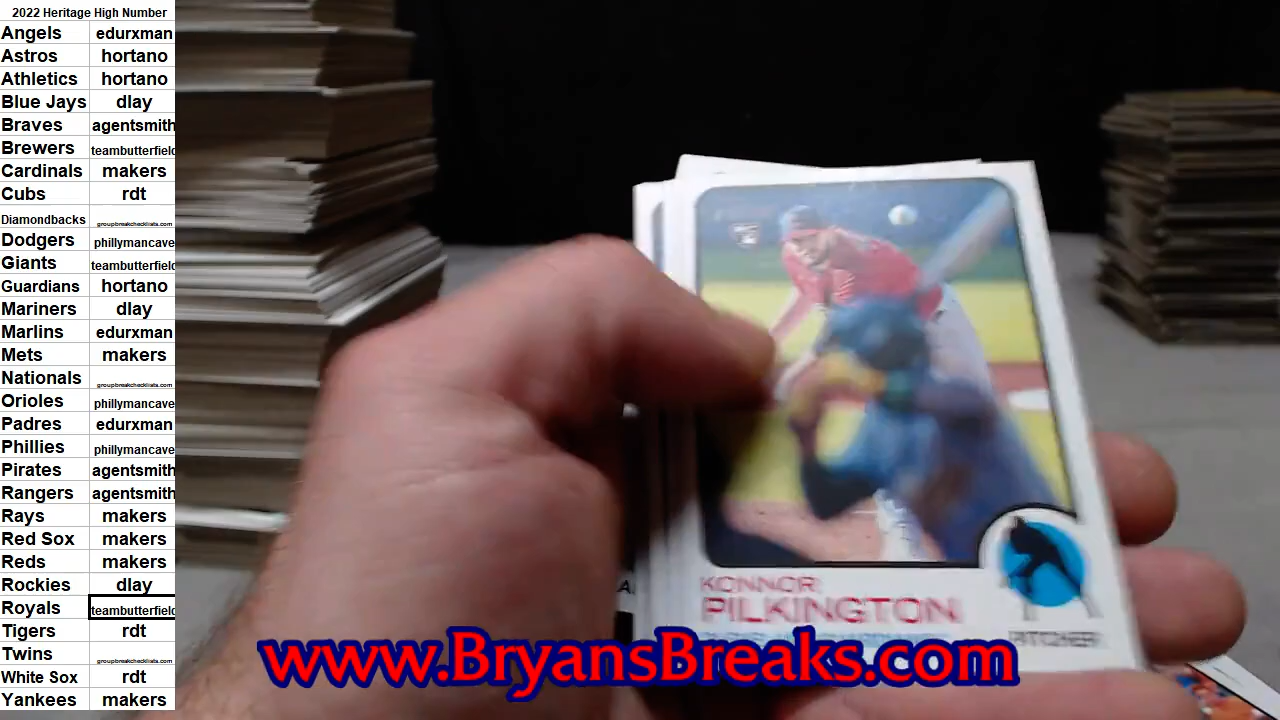 2022 Heritage High Number
Angels edurxman
Astros hortano
Athletics hortano
Blue Jays dlay
Braves agentsmith
Brewers teambutterfield
Cardinals makers
Cubs rdt
Diamondbacks groupbreakchecklists.com
Dodgers phillymancave
Giants teambutterfield
Guardians hortano
Mariners dlay
Marlins edurxman
Mets makers
Nationals groupbreakchecklists.com
Orioles phillymancave
Padres edurxman
Phillies phillymancave
Pirates agentsmith
Rangers agentsmith
Rays makers
Red Sox makers
Reds makers
Rockies dlay
Royals teambutterfield
Tigers rdt
Twins groupbreakchecklists.com
White Sox rdt
Yankees makers
KONNOR
PILKINGTON
PITCHER
www.BryansBreaks.com